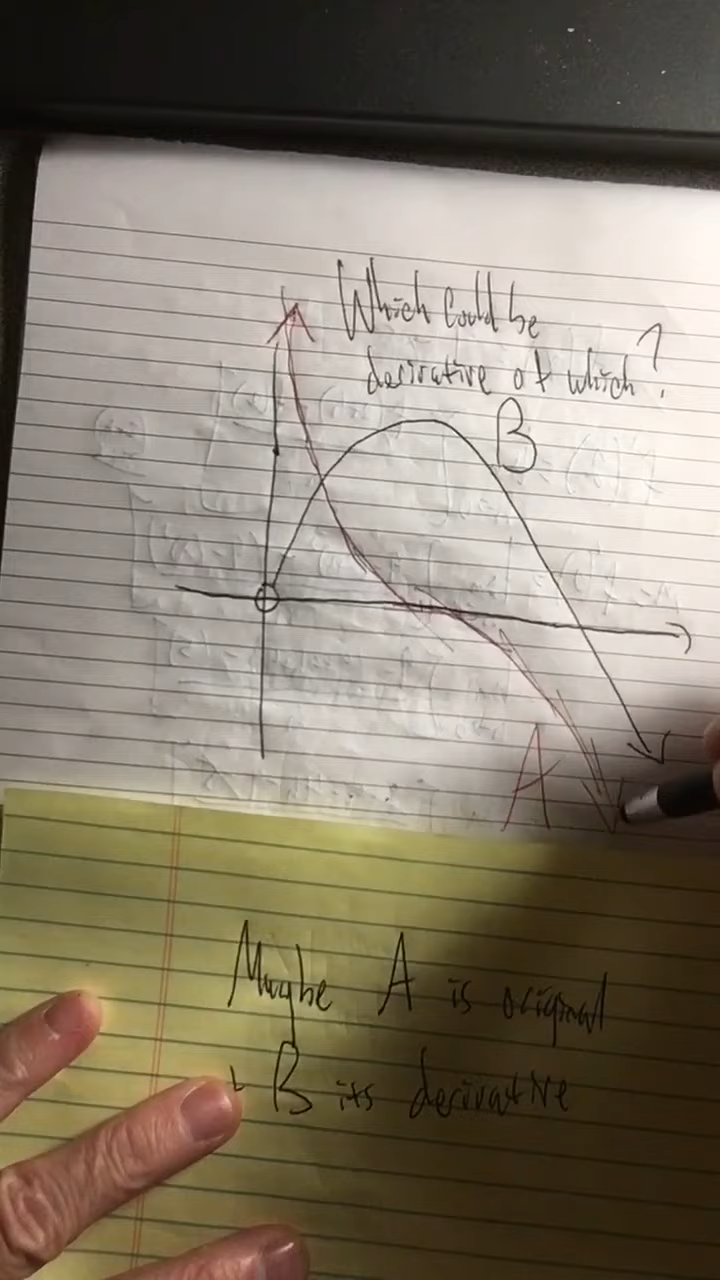 Which could be
derivative of which?
B
A
Maybe A is original
+ B its derivative